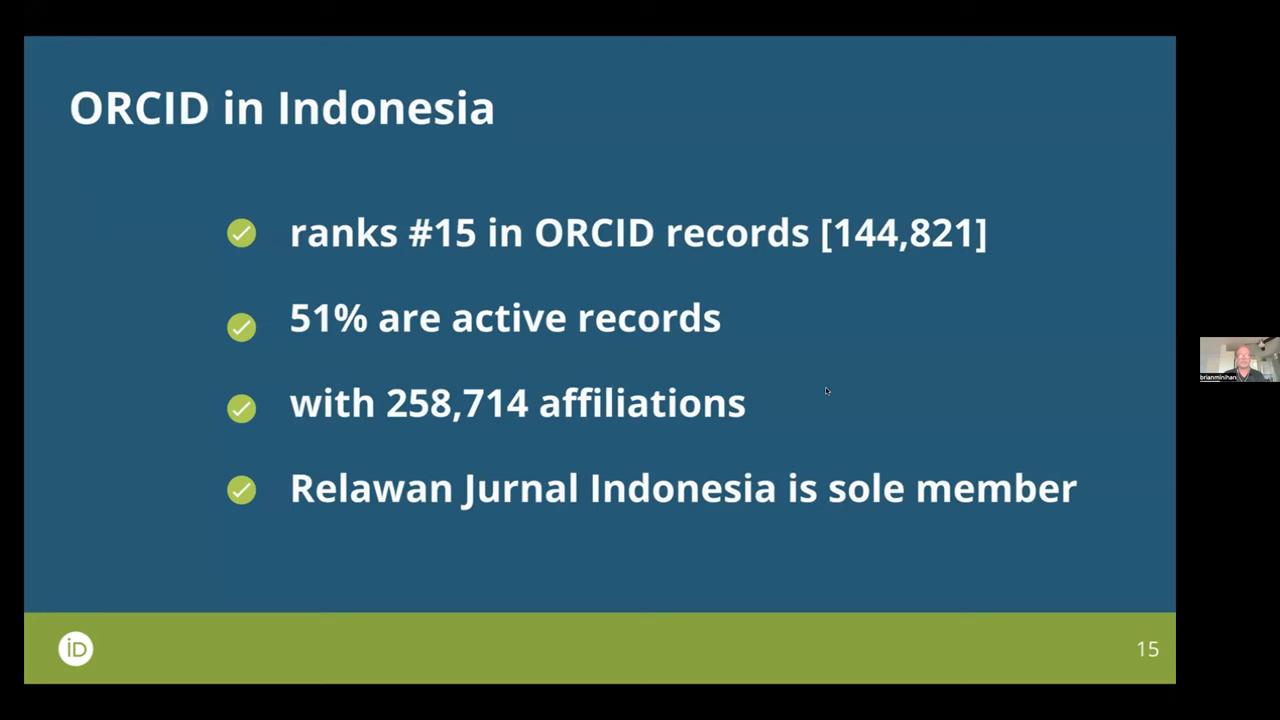 ORCID in Indonesia
ranks #15 in ORCID records [144,821]
51% are active records
with 258,714 affiliations
Relawan Jurnal Indonesia is sole member
iD
15
brianminihan